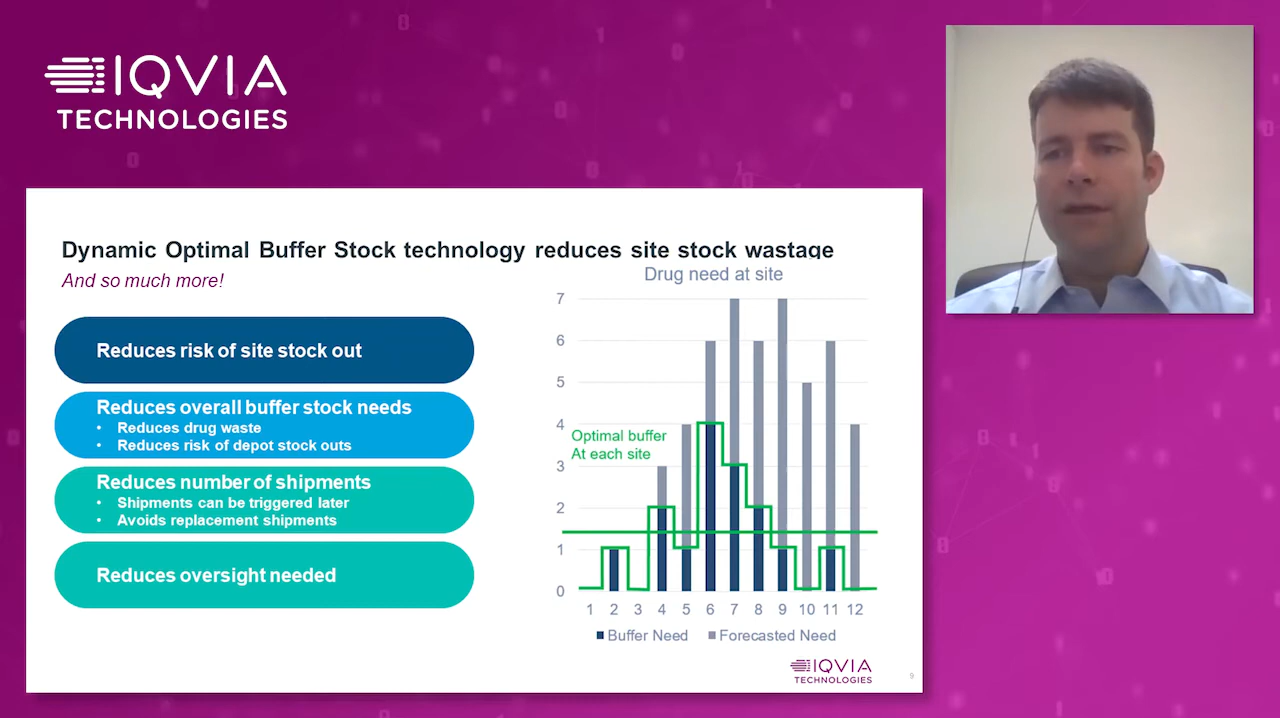 IQVIA
TECHNOLOGIES
Dynamic Optimal Buffer Stock technology reduces site stock wastage
And so much more!
Reduces risk of site stock out
Reduces overall buffer stock needs
• Reduces drug waste
• Reduces risk of depot stock outs
Reduces number of shipments
• Shipments can be triggered later
• Avoids replacement shipments
Reduces oversight needed
Drug need at site
7
6
5
4
3
2
1
0
Optimal buffer
At each site
1 2 3 4 5 6 7 8 9 10 11 12
Buffer Need Forecasted Need
IQVIA
TECHNOLOGIES
9